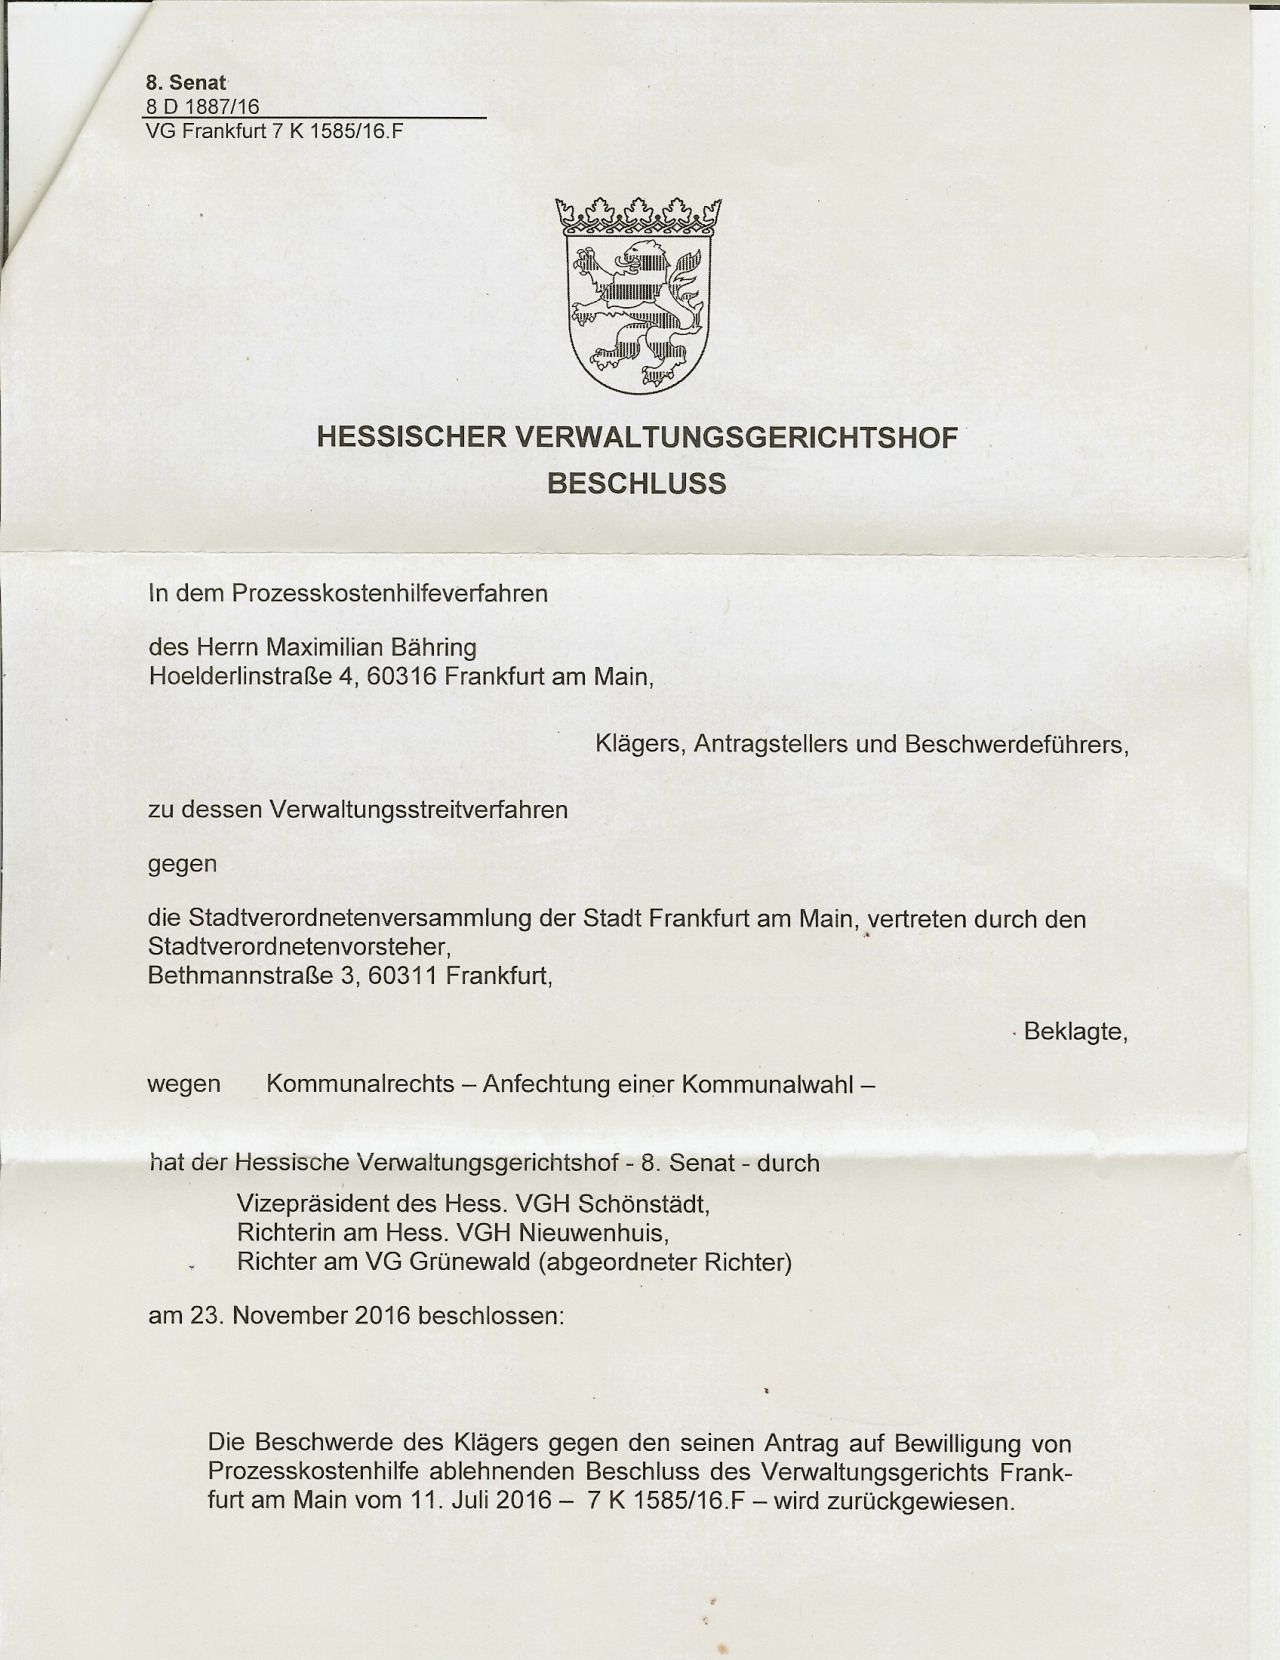 8. Senat
8 D 1887/16
VG Frankfurt 7 K 1585/16.F
HESSISCHER VERWALTUNGSGERICHTSHOF
BESCHLUSS
In dem Prozesskostenhilfeverfahren
des Herrn Maximilian Bähring
Hoelderlinstraße 4, 60316 Frankfurt am Main,
Klägers, Antragstellers und Beschwerdeführers,
zu dessen Verwaltungsstreitverfahren
gegen
die Stadtverordnetenversammlung der Stadt Frankfurt am Main, vertreten durch den
Stadtverordnetenvorsteher,
Bethmannstraße 3, 60311 Frankfurt,
Beklagte,
wegen Kommunalrechts – Anfechtung einer Kommunalwahl –
hat der Hessische Verwaltungsgerichtshof - 8. Senat - durch
Vizepräsident des Hess. VGH Schönstädt,
Richterin am Hess. VGH Nieuwenhuis,
Richter am VG Grünewald (abgeordneter Richter)
am 23. November 2016 beschlossen:
Die Beschwerde des Klägers gegen den seinen Antrag auf Bewilligung von
Prozesskostenhilfe ablehnenden Beschluss des Verwaltungsgerichts Frank-
furt am Main vom 11. Juli 2016 – 7 K 1585/16.F – wird zurückgewiesen.